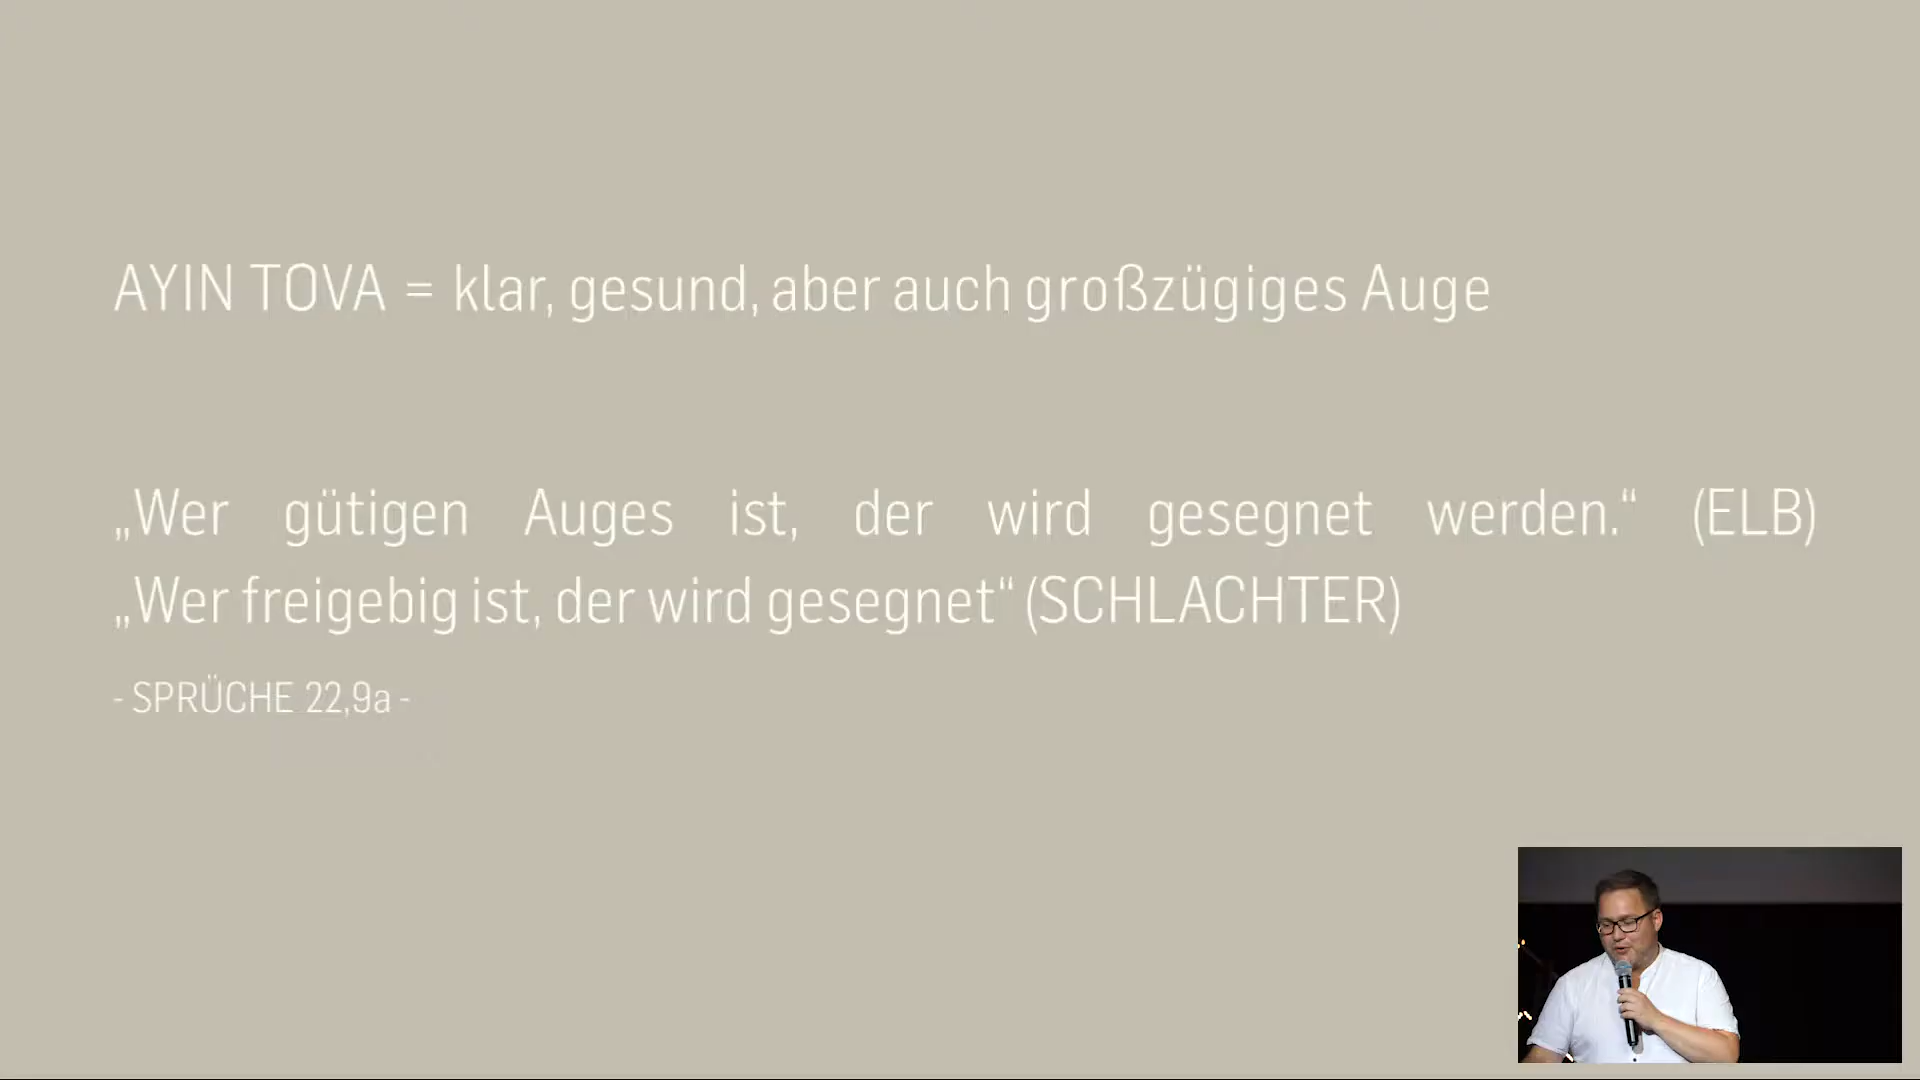 AYIN TOVA = klar, gesund, aber auch großzügiges Auge
„Wer gütigen Auges ist, der wird gesegnet werden.“ (ELB)
„Wer freigebig ist, der wird gesegnet“ (SCHLACHTER)
- SPRÜCHE 22,9a -